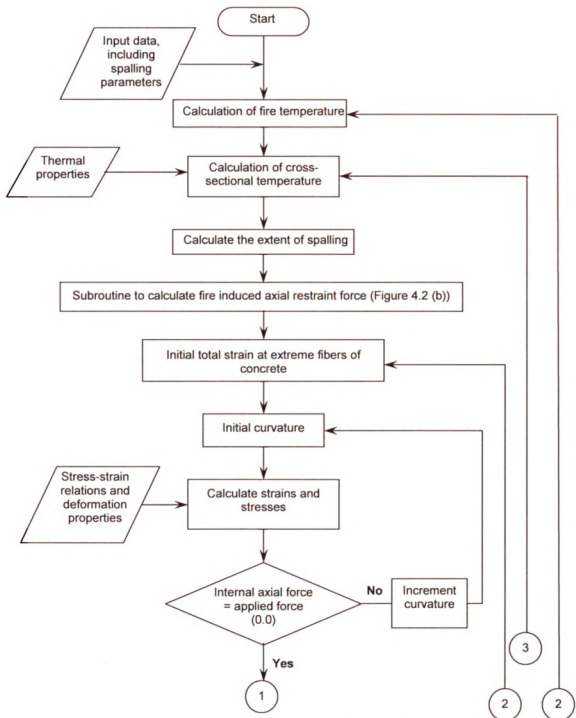 Start
Input data,
including
spalling
parameters
Calculation of fire temperature
Thermal
properties
Calculation of cross-
sectional temperature
Calculate the extent of spalling
Subroutine to calculate fire induced axial restraint force (Figure 4.2 (b))
Initial total strain at extreme fibers of
concrete
Initial curvature
Stress-strain
relations and
deformation
properties
Calculate strains and
stresses
Internal axial force
= applied force
(0.0)
No
Increment
curvature
Yes
3
1
2
2